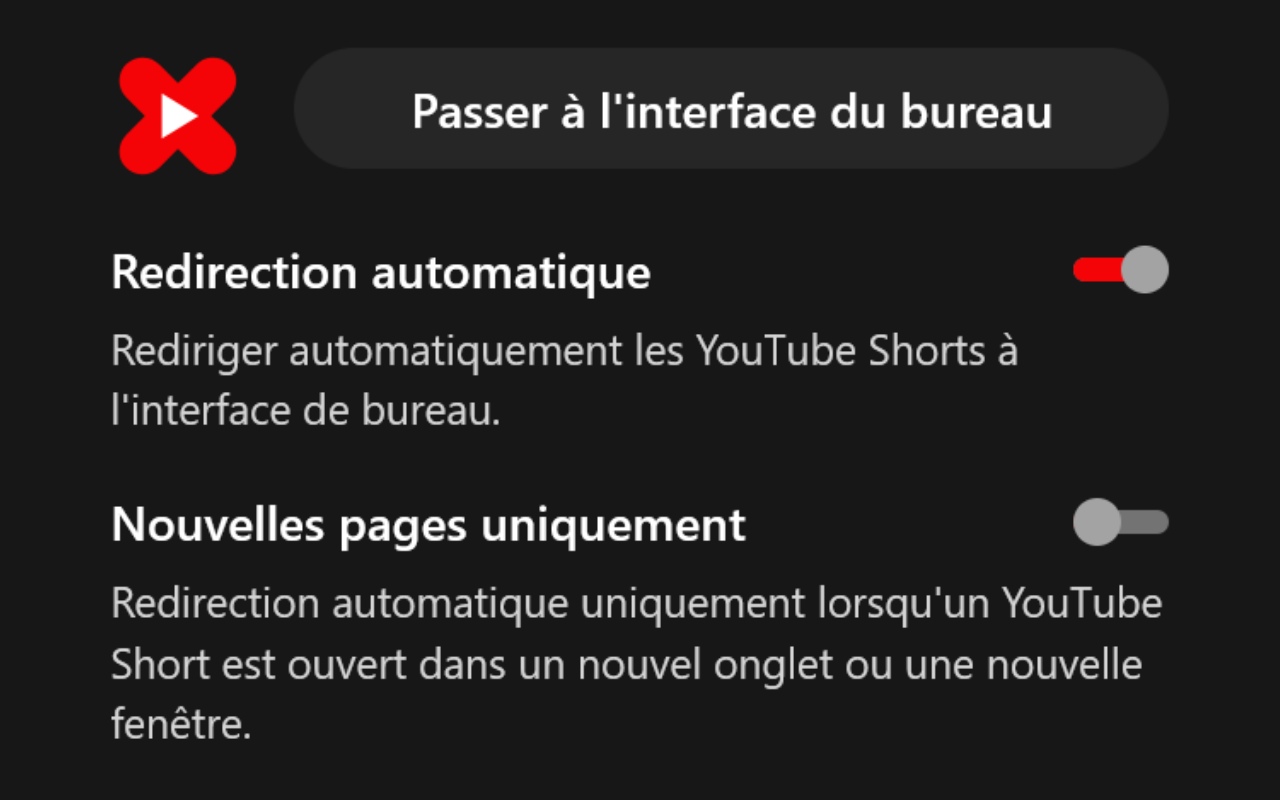 Passer à l'interface du bureau
Redirection automatique
Rediriger automatiquement les YouTube Shorts à
l'interface de bureau.
Nouvelles pages uniquement
Redirection automatique uniquement lorsqu'un YouTube
Short est ouvert dans un nouvel onglet ou une nouvelle
fenêtre.